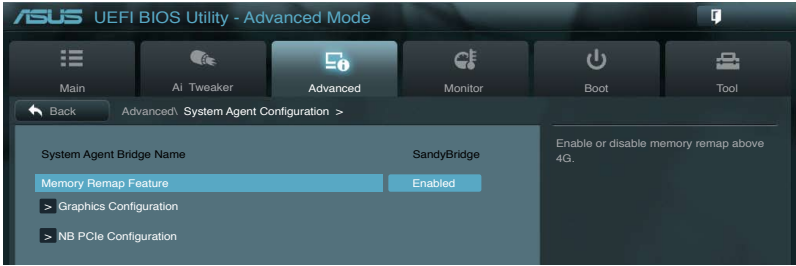 ASUS UEFI BIOS Utility - Advanced Mode
Main Ai Tweaker Advanced Monitor Boot Tool
Back Advanced\ System Agent Configuration >
System Agent Bridge Name SandyBridge
Memory Remap Feature Enabled
> Graphics Configuration
> NB PCIe Configuration
Enable or disable memory remap above
4G.